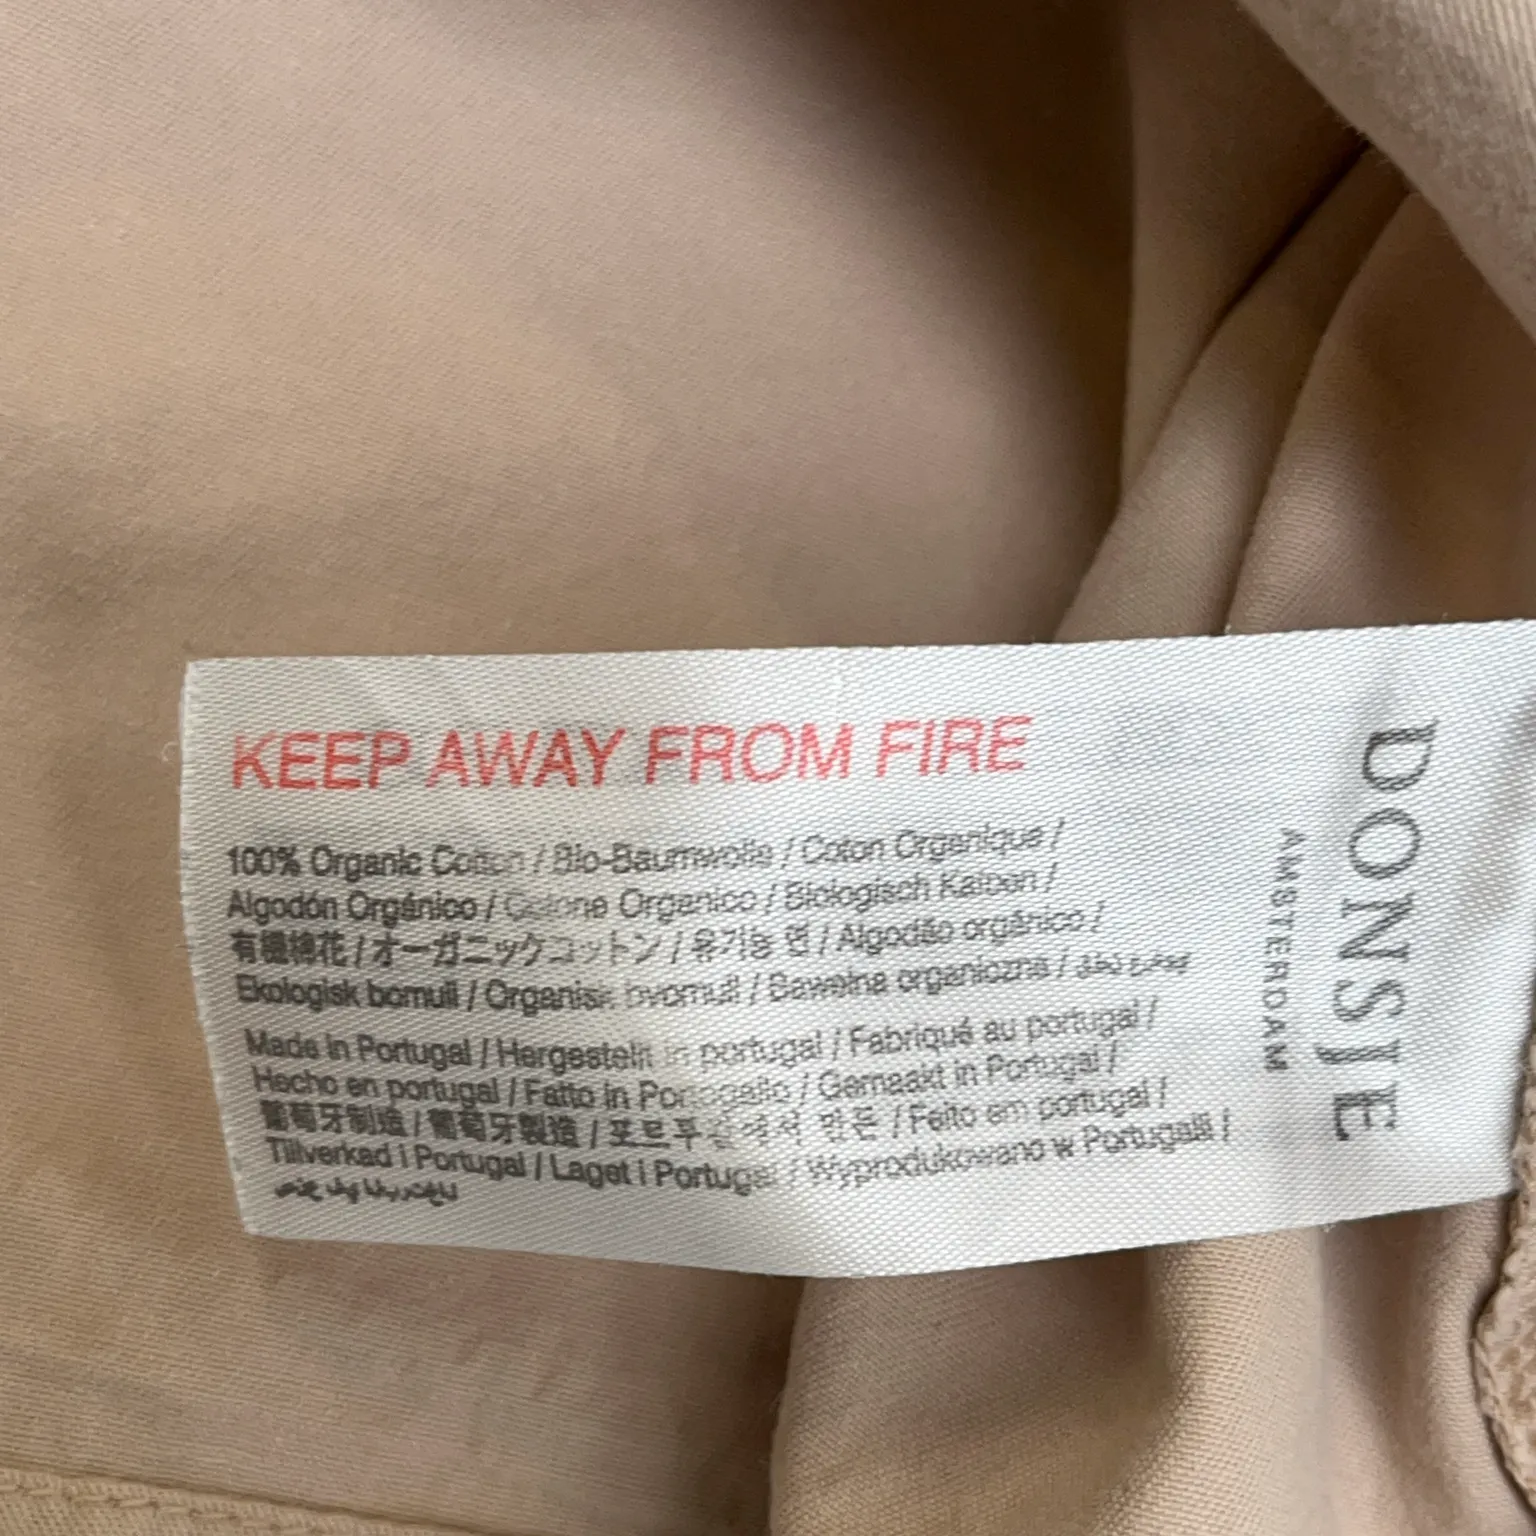 KEEP AWAY FROM FIRE
100% Organic Cotton / Bio-Baumwolle / Coton Organique /
Algodón Orgánico / Cotone Organico / Biologisch Katoen /
有機棉花 / オーガニックコットン / 유기농 면 / Algodão orgânico /
Ekologisk bomull / Organisk bvomull / Bawełna organiczna /
Made in Portugal / Hergestellt in portugal / Fabriqué au portugal /
Hecho en portugal / Fatto in Portogallo / Gemaakt in Portugal /
葡萄牙制造 / 葡萄牙製造 / 포르투갈에서 만든 / Feito em portugal /
Tillverkad i Portugal / Laget i Portugal / Wyprodukowano w Portugalii /
DONSJE
AMSTERDAM